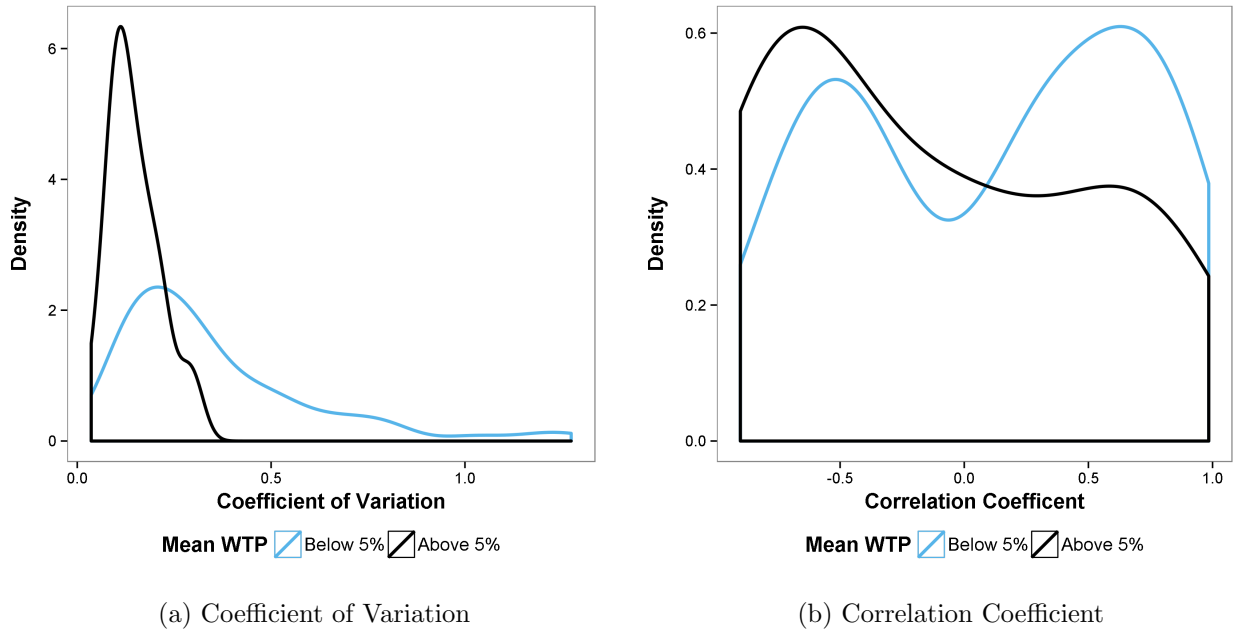 6
4
2
0
Density
0.0
0.5
1.0
Coefficient of Variation
Mean WTP
Below 5%
Above 5%
(a) Coefficient of Variation
0.6
0.4
0.2
0.0
Density
-0.5
0.0
0.5
1.0
Correlation Coefficent
Mean WTP
Below 5%
Above 5%
(b) Correlation Coefficient